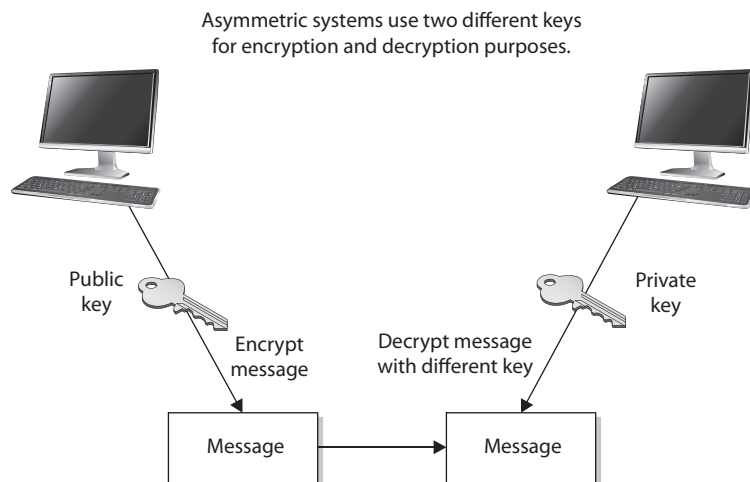 Asymmetric systems use two different keys
for encryption and decryption purposes.
Public
key
Private
key
Encrypt
message
Decrypt message
with different key
Message
Message